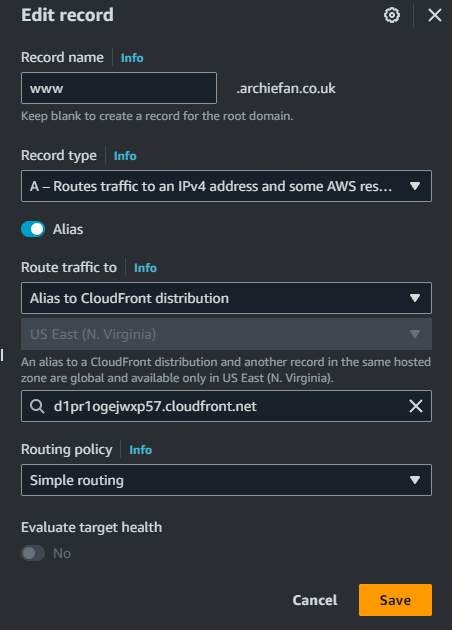 Edit record
Record name Info
www .archiefan.co.uk
Keep blank to create a record for the root domain.
Record type Info
A – Routes traffic to an IPv4 address and some AWS res...
Alias
Route traffic to Info
Alias to CloudFront distribution
US East (N. Virginia)
An alias to a CloudFront distribution and another record in the same hosted
zone are global and available only in US East (N. Virginia).
d1pr1ogejwxp57.cloudfront.net
Routing policy Info
Simple routing
Evaluate target health
No
Cancel Save